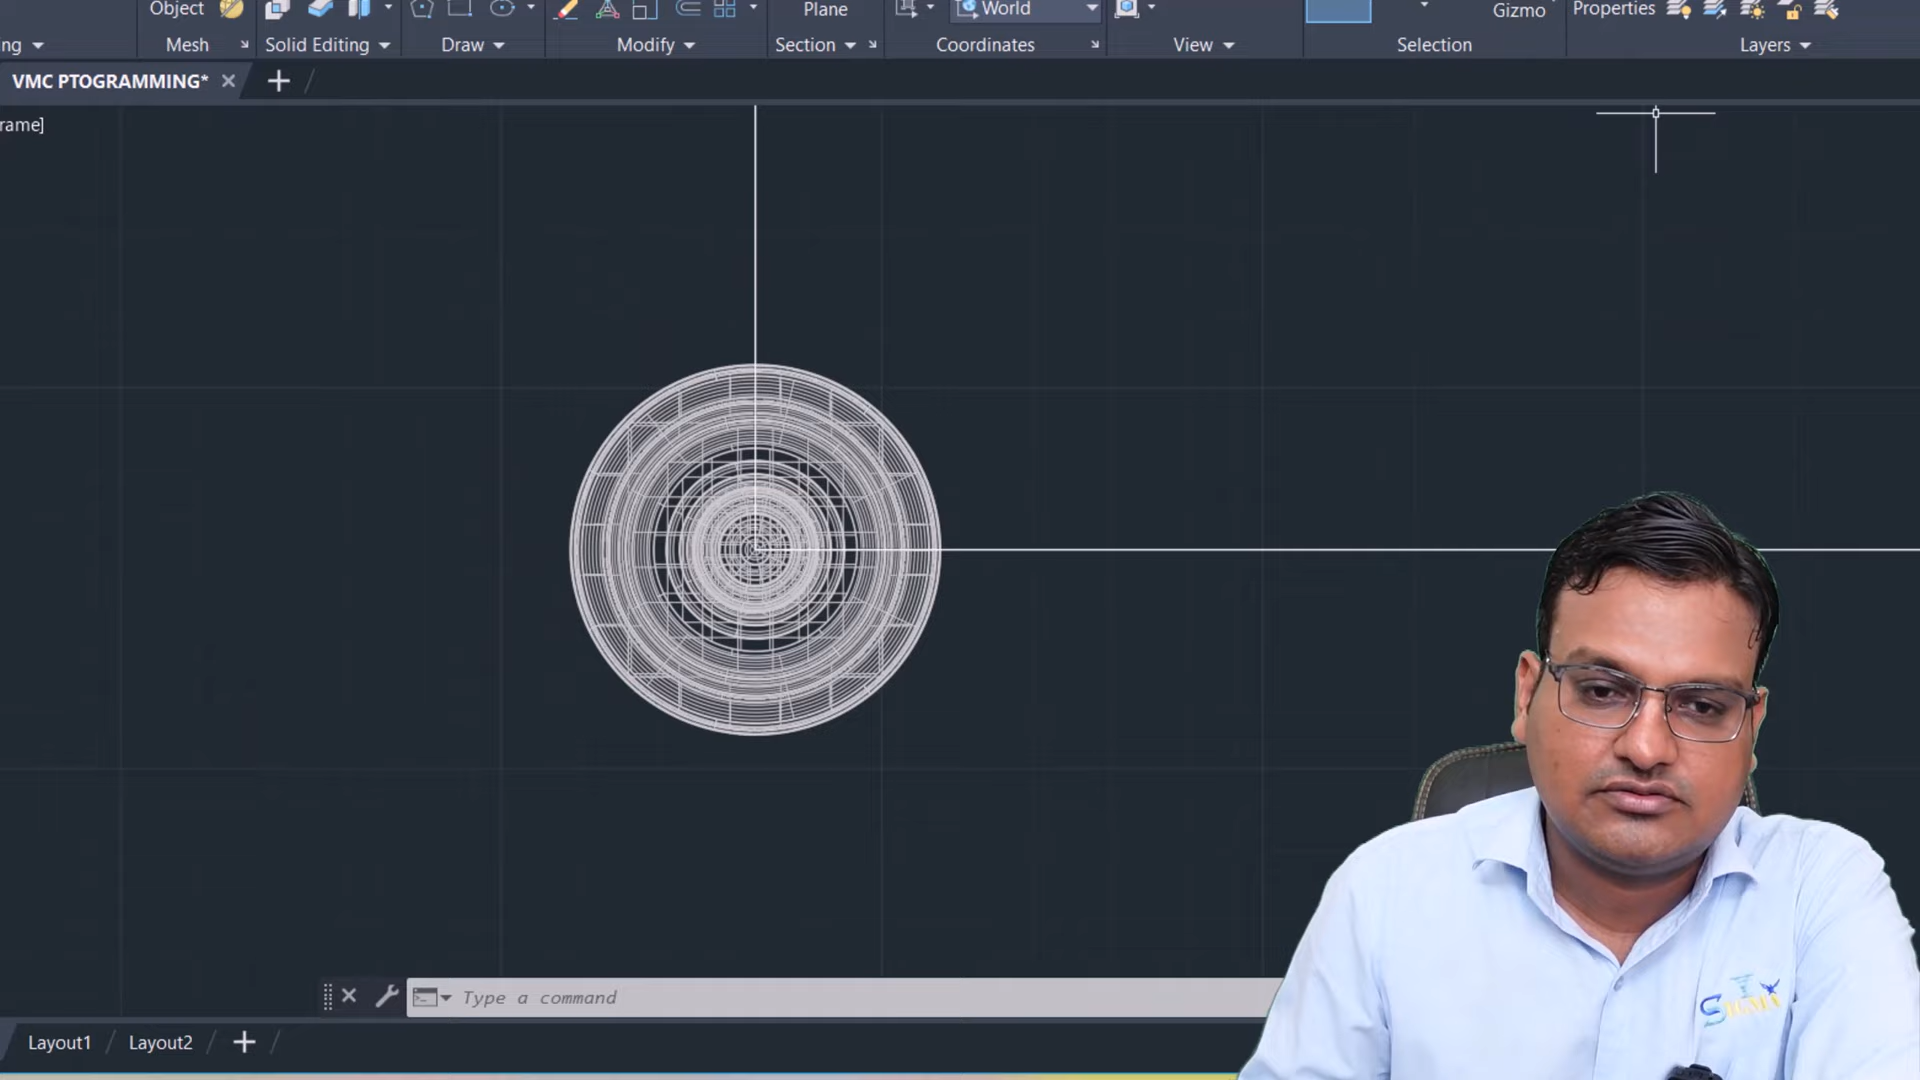 Object
Plane
World
Gizmo
Properties
ng
Mesh
Solid Editing
Draw
Modify
Section
Coordinates
View
Selection
Layers
VMC PTOGRAMMING*
rame]
Type a command
Layout1
Layout2